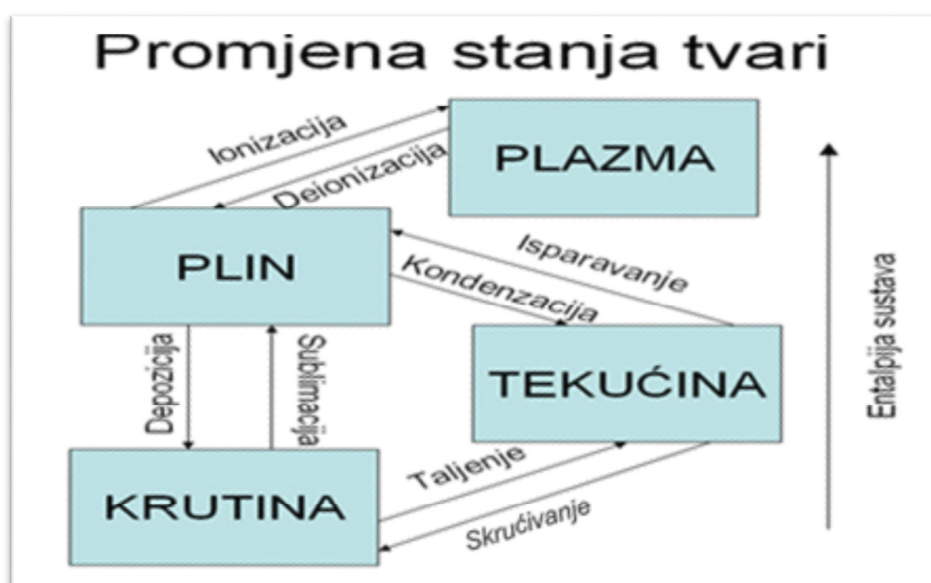 Promjena stanja tvari
Ionizacija
PLAZMA
Deionizacija
PLIN
Isparavanje
Kondenzacija
Entalpija sustava
Depozicija
Sublimacija
TEKUĆINA
Taljenje
KRUTINA
Skrućivanje